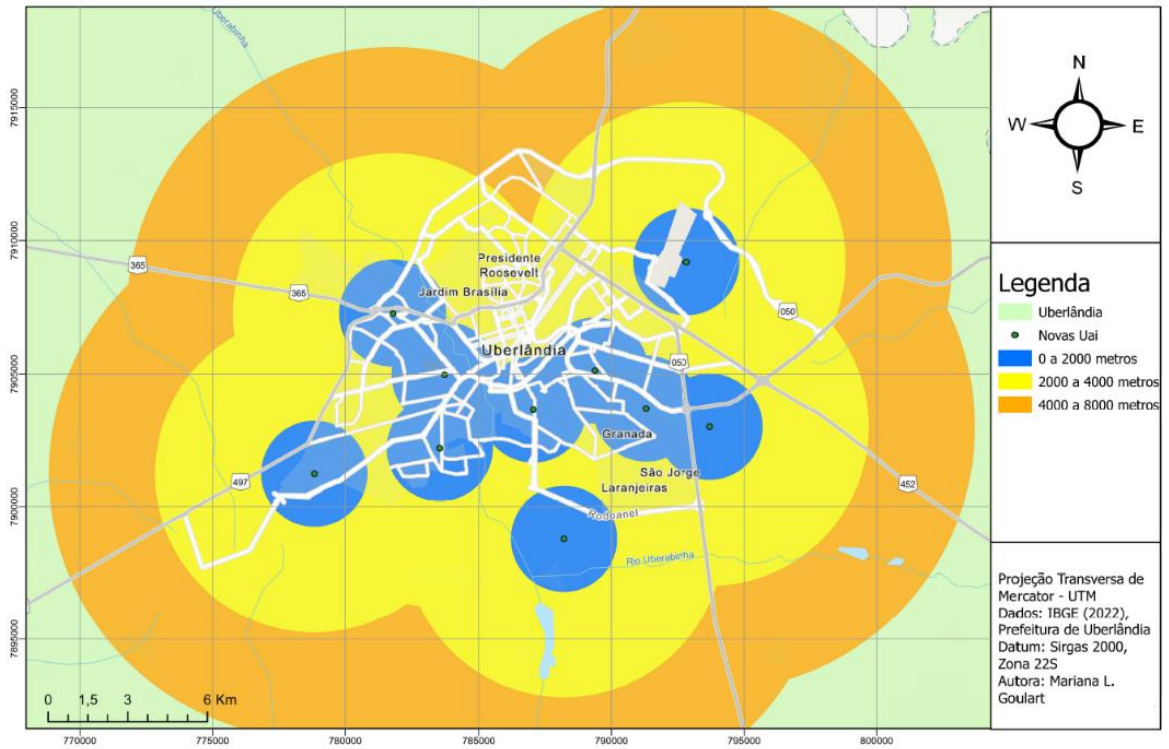 Uberabinha
N
W
E
S
7915000
7910000
7905000
7900000
7895000
365
365
Presidente
Roosevelt
Jardim Brasília
Uberlândia
050
050
Granada
São Jorge
Laranjeiras
497
452
Rodoanel
Rio Uberabinha
0 1,5 3 6 Km
770000 775000 780000 785000 790000 795000 800000
Legenda
Uberlândia
Novas Uai
0 a 2000 metros
2000 a 4000 metros
4000 a 8000 metros
Projeção Transversa de
Mercator - UTM
Dados: IBGE (2022),
Prefeitura de Uberlândia
Datum: Sirgas 2000,
Zona 22S
Autora: Mariana L.
Goulart